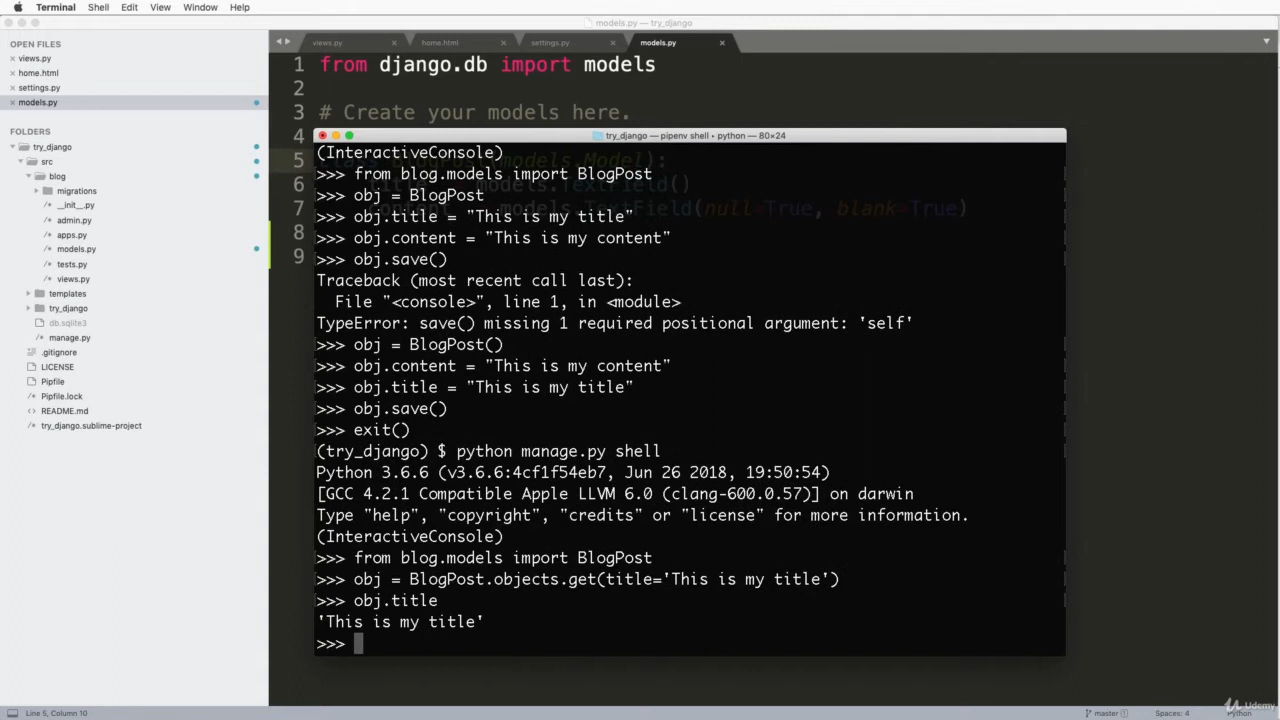 Terminal Shell Edit View Window Help
models.py — try_django
OPEN FILES
views.py
home.html
settings.py
models.py
FOLDERS
try_django
src
blog
migrations
__init__.py
admin.py
apps.py
models.py
tests.py
views.py
templates
try_django
db.sqlite3
manage.py
.gitignore
LICENSE
Pipfile
Pipfile.lock
README.md
try_django.sublime-project
views.py home.html settings.py models.py
1 from django.db import models
2
3 # Create your models here.
4
5
6
7
8
9
try_django — pipenv shell ▸ python — 80×24
(InteractiveConsole)
>>> from blog.models import BlogPost
>>> obj = BlogPost
>>> obj.title = "This is my title"
>>> obj.content = "This is my content"
>>> obj.save()
Traceback (most recent call last):
File "<console>", line 1, in <module>
TypeError: save() missing 1 required positional argument: 'self'
>>> obj = BlogPost()
>>> obj.content = "This is my content"
>>> obj.title = "This is my title"
>>> obj.save()
>>> exit()
(try_django) $ python manage.py shell
Python 3.6.6 (v3.6.6:4cf1f54eb7, Jun 26 2018, 19:50:54)
[GCC 4.2.1 Compatible Apple LLVM 6.0 (clang-600.0.57)] on darwin
Type "help", "copyright", "credits" or "license" for more information.
(InteractiveConsole)
>>> from blog.models import BlogPost
>>> obj = BlogPost.objects.get(title='This is my title')
>>> obj.title
'This is my title'
>>>
Line 5, Column 10
master 1
Spaces: 4
Python
Udemy